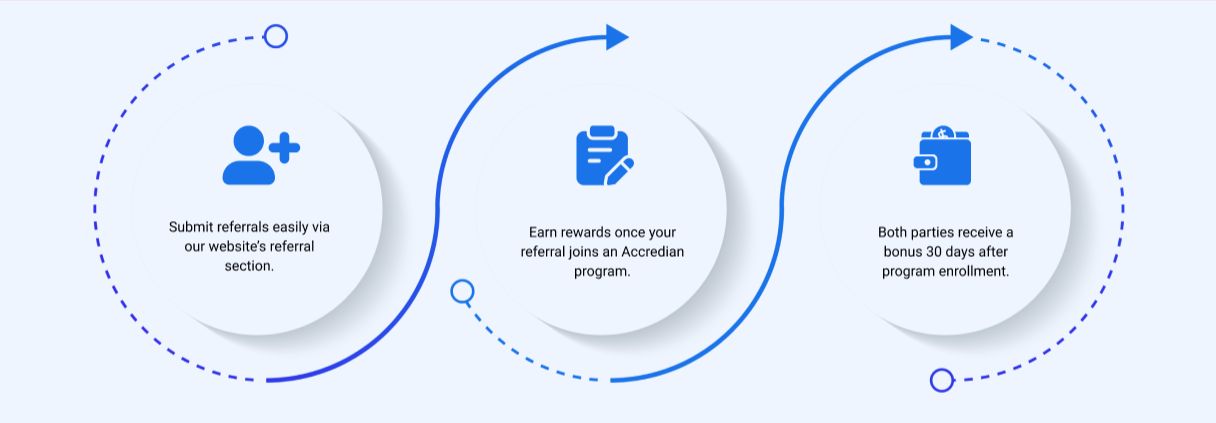 Submit referrals easily via
our website's referral
section.
Earn rewards once your
referral joins an Accredian
program.
Both parties receive a
bonus 30 days after
program enrollment.